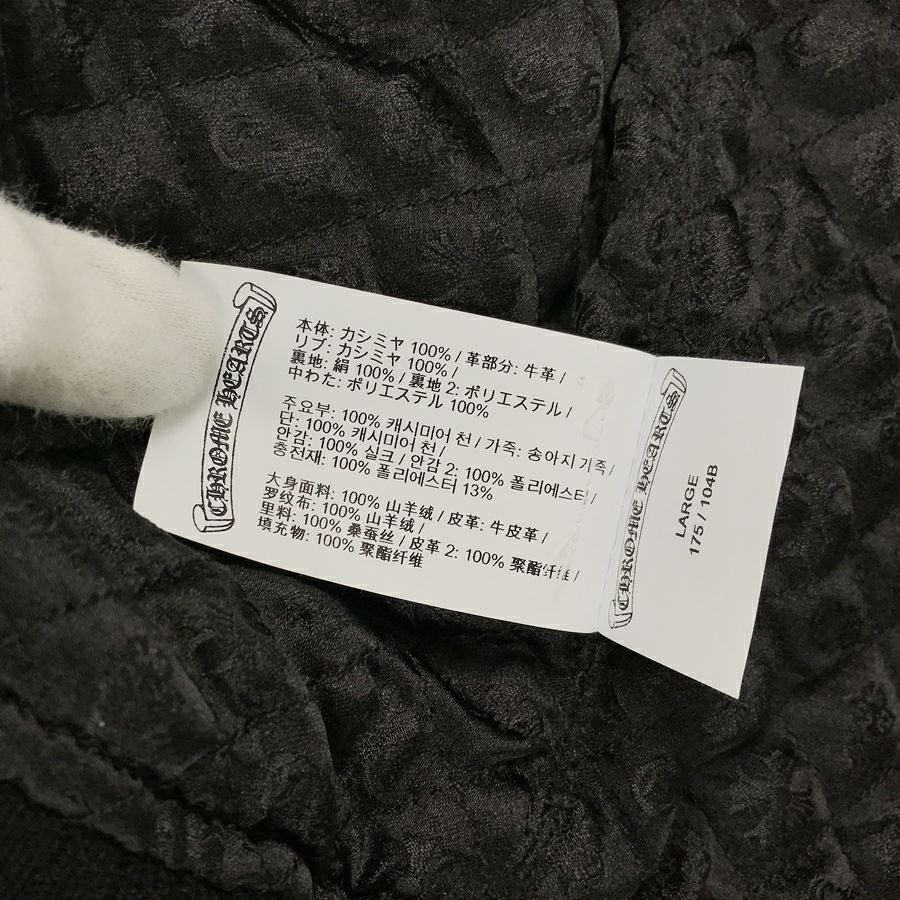 CHROME HEARTS
本体: カシミヤ 100% / 革部分: 牛革 /
リブ: カシミヤ 100% /
裏地: 絹 100% / 裏地 2: ポリエステル /
中わた: ポリエステル 100%
주요부: 100% 캐시미어 천 / 가죽: 송아지 가죽 /
단: 100% 캐시미어 천 /
안감: 100% 실크 / 안감 2: 100% 폴리에스터 /
충전재: 100% 폴리에스터 13%
大身面料: 100% 山羊绒 / 皮革: 牛皮革 /
罗纹布: 100% 山羊绒 /
里料: 100% 桑蚕丝 / 皮革 2: 100% 聚酯纤维 /
填充物: 100% 聚酯纤维
CHROME HEARTS
LARGE
175 / 104B